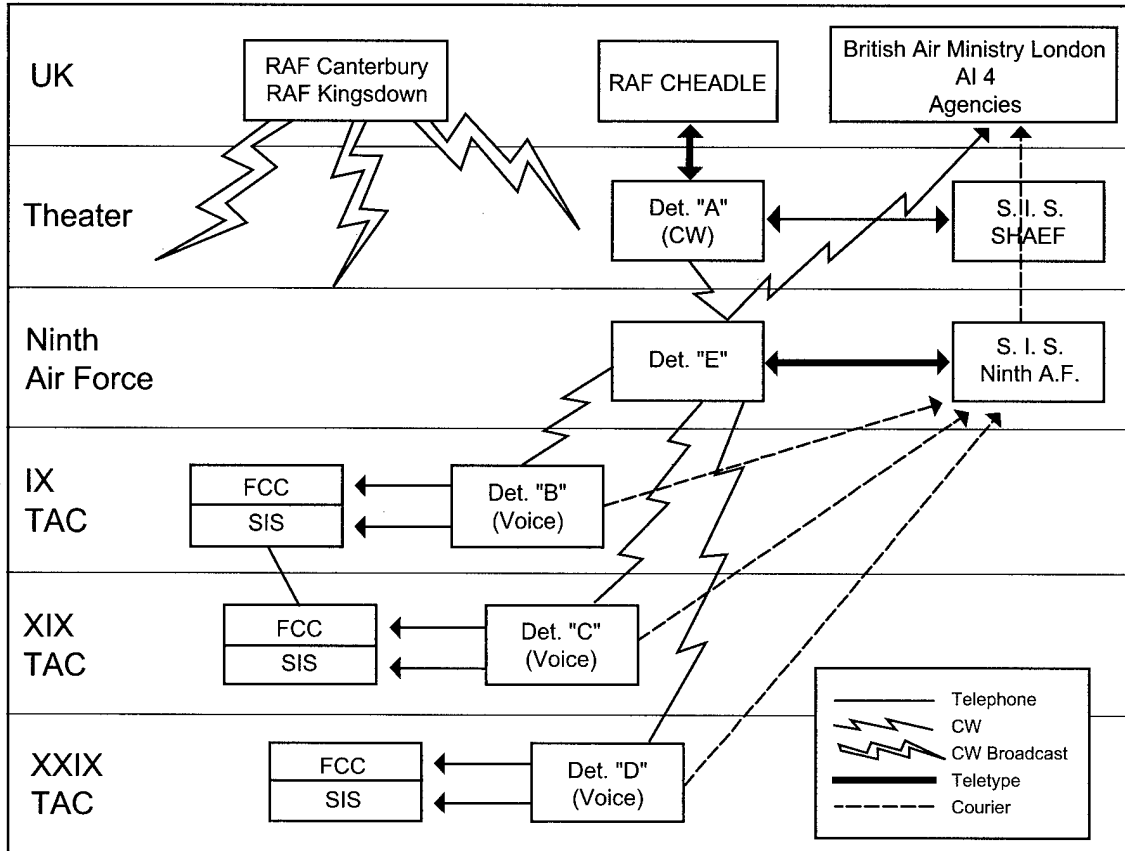 UK
RAF Canterbury
RAF Kingsdown
RAF CHEADLE
British Air Ministry London
AI 4
Agencies
Theater
Det. "A"
(CW)
S. I. S.
SHAEF
Ninth
Air Force
Det. "E"
S. I. S.
Ninth A.F.
IX
TAC
FCC
SIS
Det. "B"
(Voice)
XIX
TAC
FCC
SIS
Det. "C"
(Voice)
XXIX
TAC
FCC
SIS
Det. "D"
(Voice)
Telephone
CW
CW Broadcast
Teletype
Courier